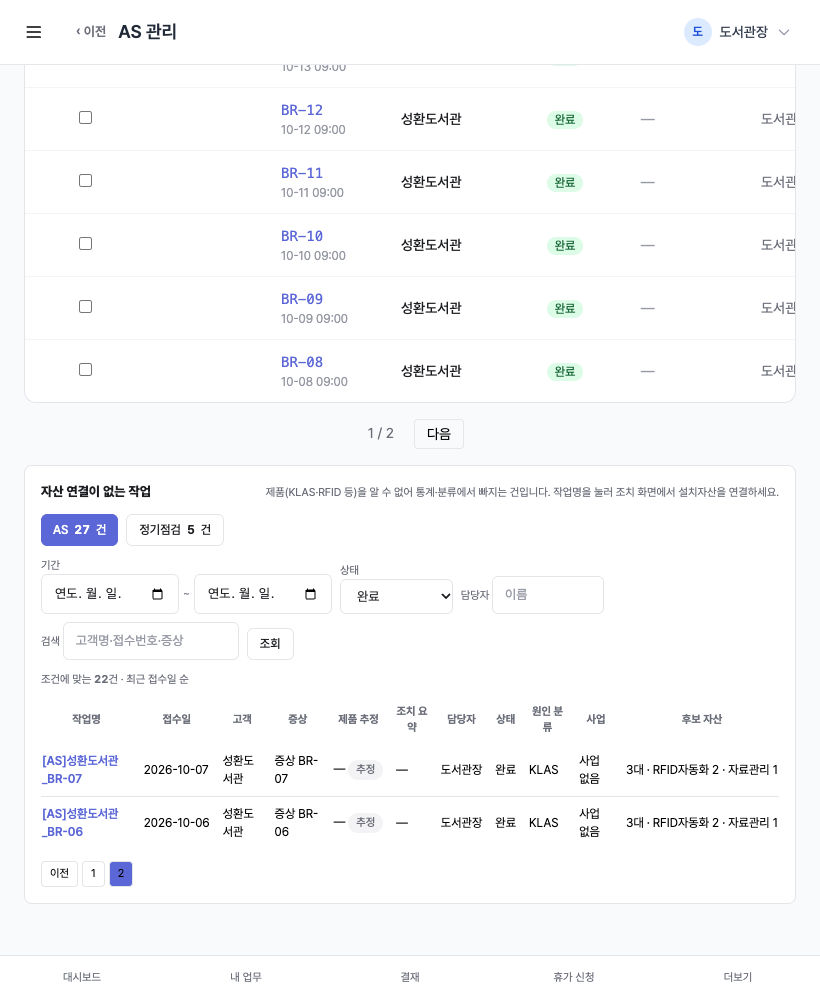 ‹ 이전 AS 관리 도 도서관장
10-13 09:00
BR-12
10-12 09:00 성환도서관 완료 — 도서관
BR-11
10-11 09:00 성환도서관 완료 — 도서관
BR-10
10-10 09:00 성환도서관 완료 — 도서관
BR-09
10-09 09:00 성환도서관 완료 — 도서관
BR-08
10-08 09:00 성환도서관 완료 — 도서관
1 / 2 다음
자산 연결이 없는 작업 제품(KLAS·RFID 등)을 알 수 없어 통계·분류에서 빠지는 건입니다. 작업명을 눌러 조치 화면에서 설치자산을 연결하세요.
AS 27 건 정기점검 5 건
기간 상태
연도. 월. 일. ~ 연도. 월. 일. 완료 담당자 이름
검색 고객명·접수번호·증상 조회
조건에 맞는 22건 · 최근 접수일 순
작업명 접수일 고객 증상 제품 추정 조치 요약 담당자 상태 원인 분류 사업 후보 자산
[AS]성환도서관_BR-07 2026-10-07 성환도서관 증상 BR-07 — 추정 — 도서관장 완료 KLAS 사업 없음 3대 · RFID자동화 2 · 자료관리 1
[AS]성환도서관_BR-06 2026-10-06 성환도서관 증상 BR-06 — 추정 — 도서관장 완료 KLAS 사업 없음 3대 · RFID자동화 2 · 자료관리 1
이전 1 2
대시보드 내 업무 결재 휴가 신청 더보기